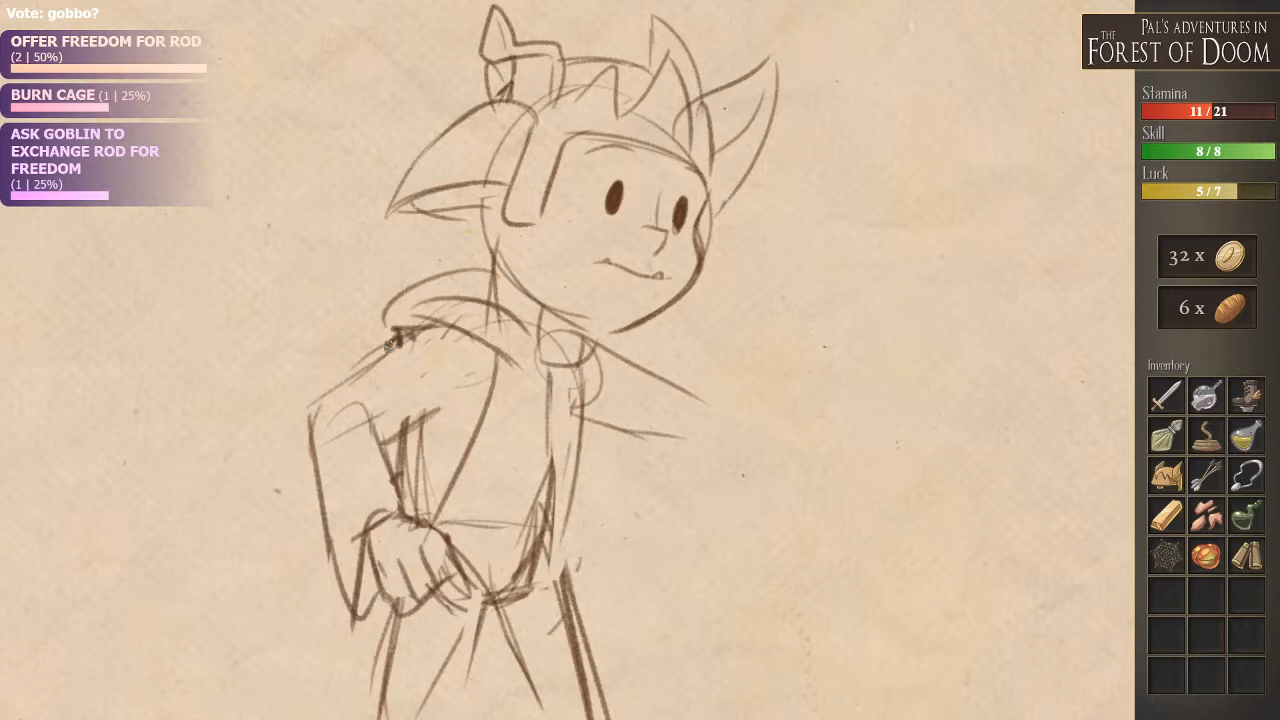 Vote: gobbo?
OFFER FREEDOM FOR ROD
(2 | 50%)
BURN CAGE (1 | 25%)
ASK GOBLIN TO
EXCHANGE ROD FOR
FREEDOM
(1 | 25%)
PAL'S ADVENTURES IN
THE FOREST OF DOOM
Stamina
11 / 21
Skill
8 / 8
Luck
5 / 7
32 x
6 x
Inventory